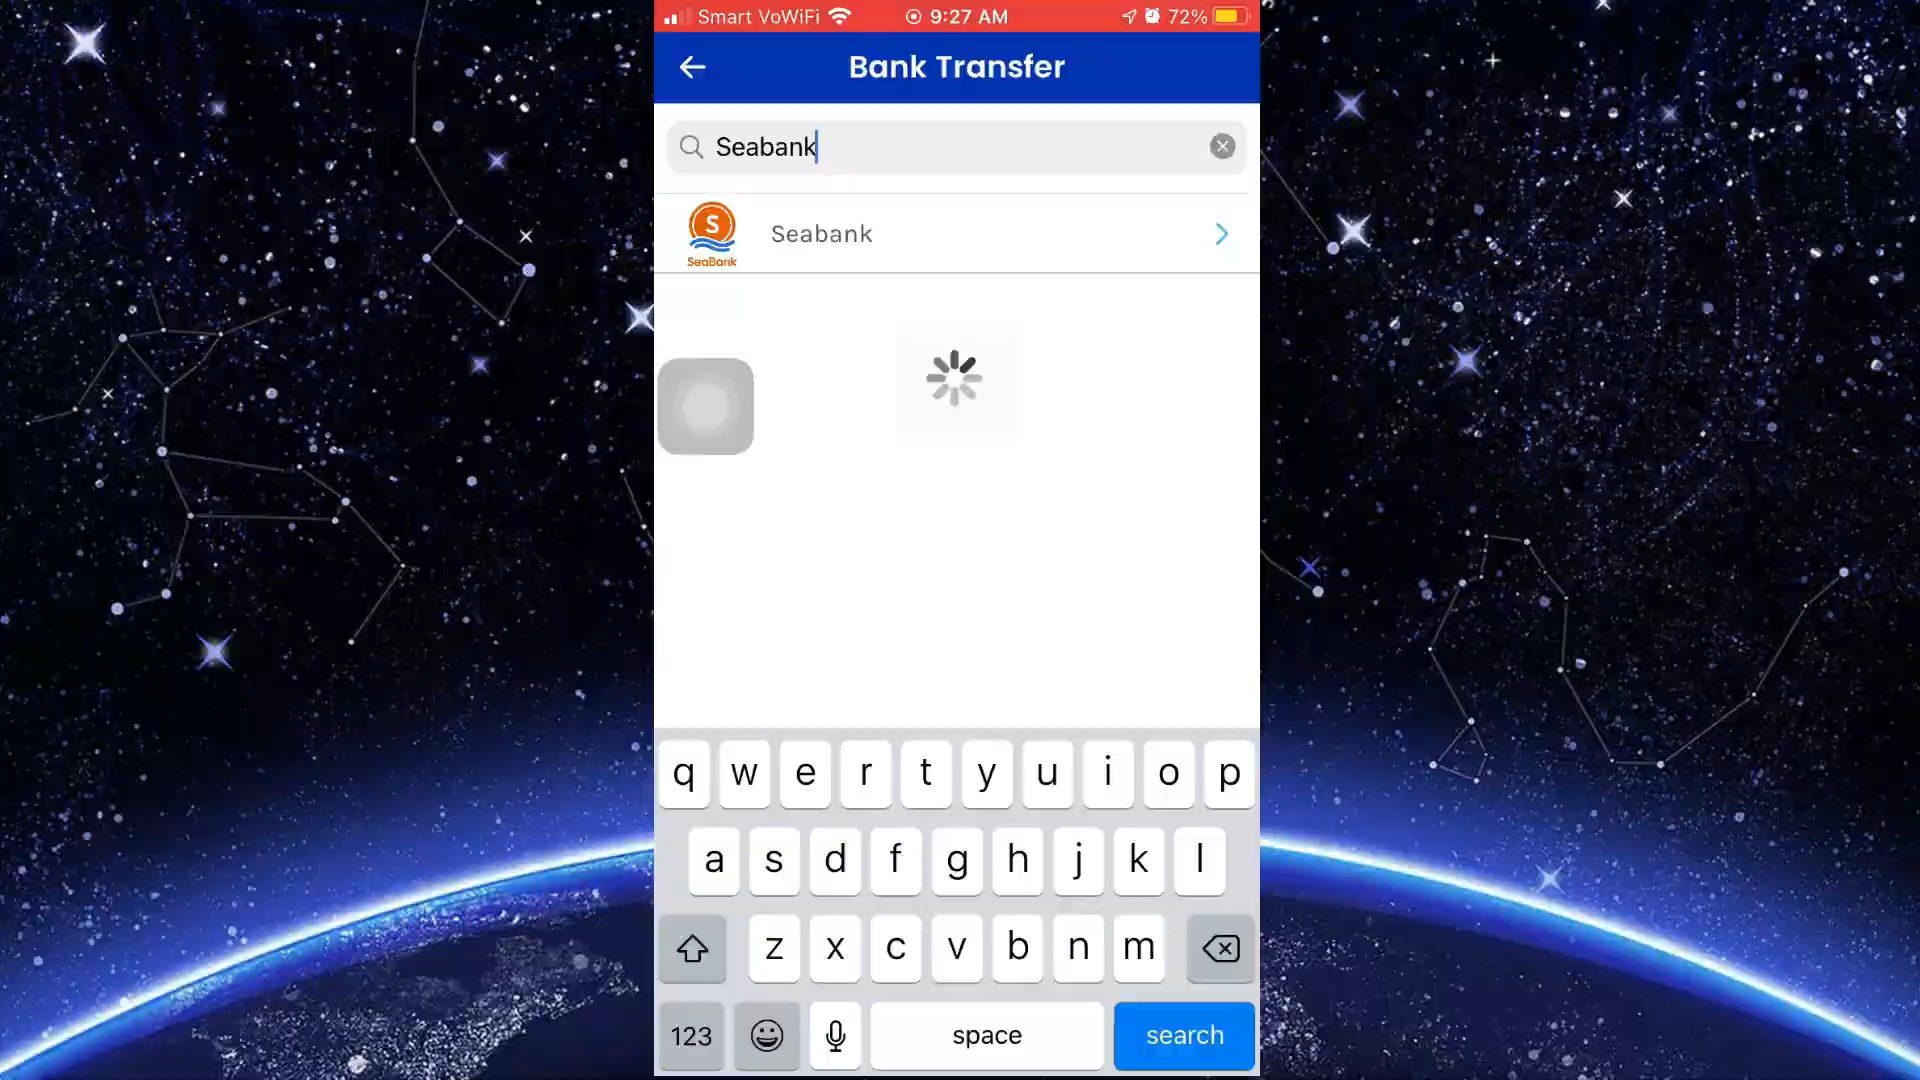 Smart VoWiFi 9:27 AM 72%
Bank Transfer
Seabank
S
SeaBank
Seabank
q w e r t y u i o p
a s d f g h j k l
z x c v b n m
123 space search